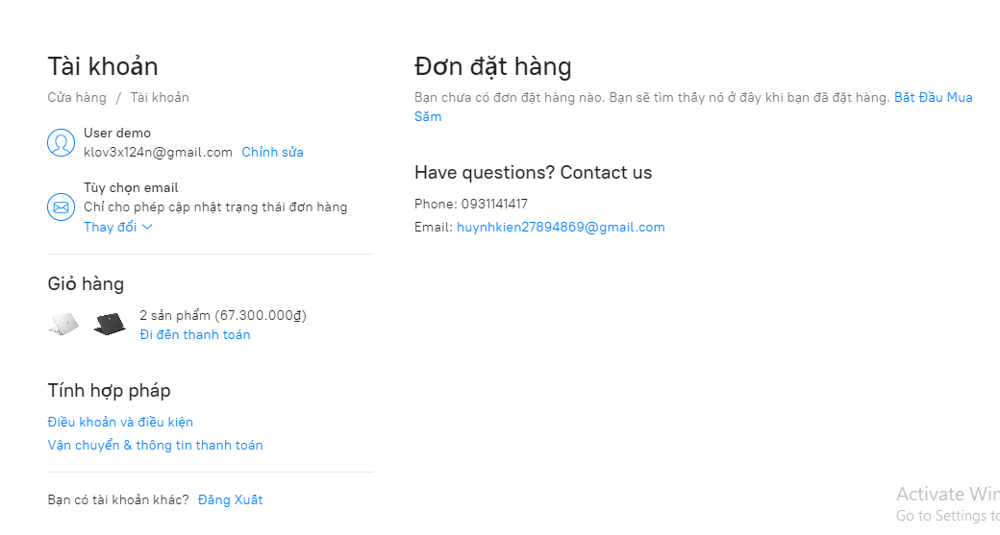 Tài khoản
Cửa hàng / Tài khoản
User demo
klov3x124n@gmail.com Chỉnh sửa
Tùy chọn email
Chỉ cho phép cập nhật trạng thái đơn hàng
Thay đổi
Giỏ hàng
2 sản phẩm (67.300.000₫)
Đi đến thanh toán
Tính hợp pháp
Điều khoản và điều kiện
Vận chuyển & thông tin thanh toán
Bạn có tài khoản khác? Đăng Xuất
Đơn đặt hàng
Bạn chưa có đơn đặt hàng nào. Bạn sẽ tìm thấy nó ở đây khi bạn đã đặt hàng. Bắt Đầu Mua
Sắm
Have questions? Contact us
Phone: 0931141417
Email: huynhkien27894869@gmail.com
Activate Win
Go to Settings to